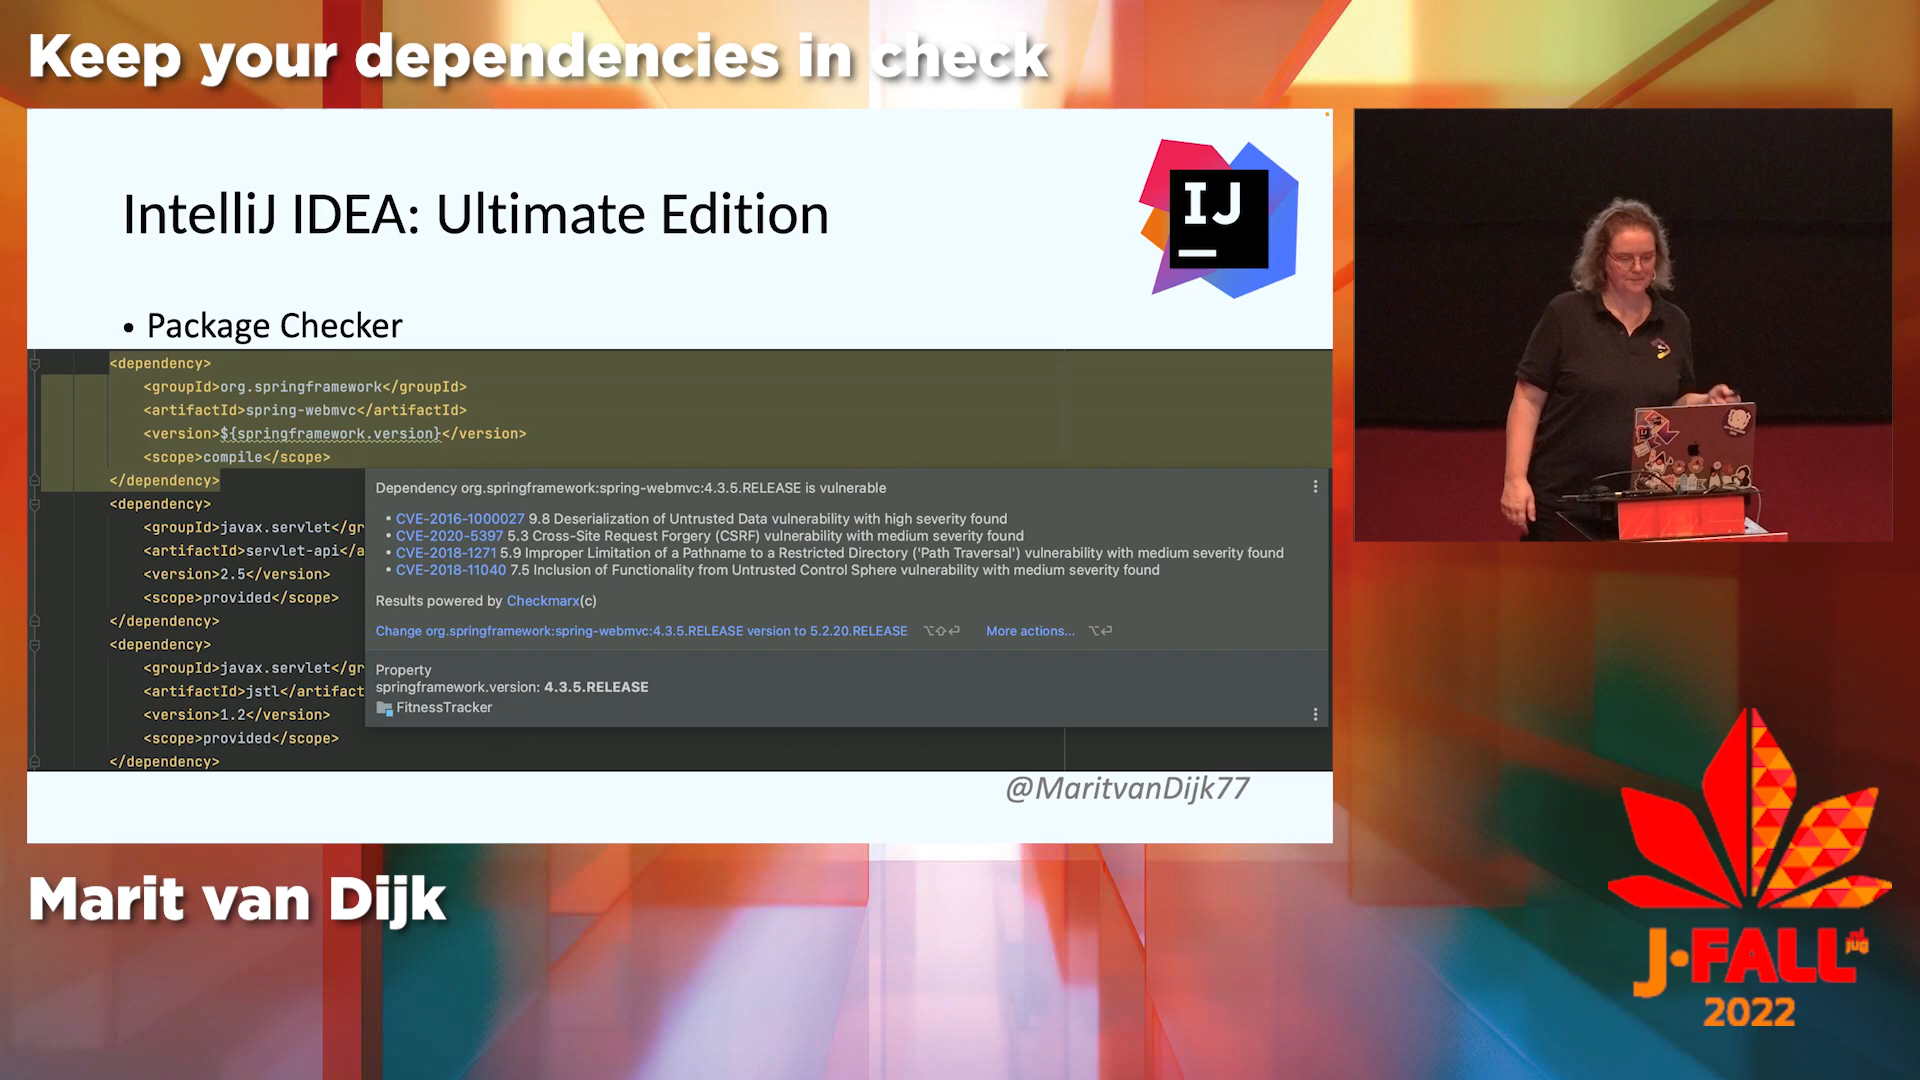 Keep your dependencies in check
IntelliJ IDEA: Ultimate Edition
IJ
• Package Checker
<dependency>
<groupId>org.springframework</groupId>
<artifactId>spring-webmvc</artifactId>
<version>${springframework.version}</version>
<scope>compile</scope>
</dependency>
<dependency>
<groupId>javax.servlet</gr
<artifactId>servlet-api</a
<version>2.5</version>
<scope>provided</scope>
</dependency>
<dependency>
<groupId>javax.servlet</gr
<artifactId>jstl</artifact
<version>1.2</version>
<scope>provided</scope>
</dependency>
Dependency org.springframework:spring-webmvc:4.3.5.RELEASE is vulnerable
• CVE-2016-1000027 9.8 Deserialization of Untrusted Data vulnerability with high severity found
• CVE-2020-5397 5.3 Cross-Site Request Forgery (CSRF) vulnerability with medium severity found
• CVE-2018-1271 5.9 Improper Limitation of a Pathname to a Restricted Directory ('Path Traversal') vulnerability with medium severity found
• CVE-2018-11040 7.5 Inclusion of Functionality from Untrusted Control Sphere vulnerability with medium severity found
Results powered by Checkmarx(c)
Change org.springframework:spring-webmvc:4.3.5.RELEASE version to 5.2.20.RELEASE ⌥⇧⏎ More actions... ⌥⏎
Property
springframework.version: 4.3.5.RELEASE
FitnessTracker
@MaritvanDijk77
Marit van Dijk
J•FALL
nl
jug
2022